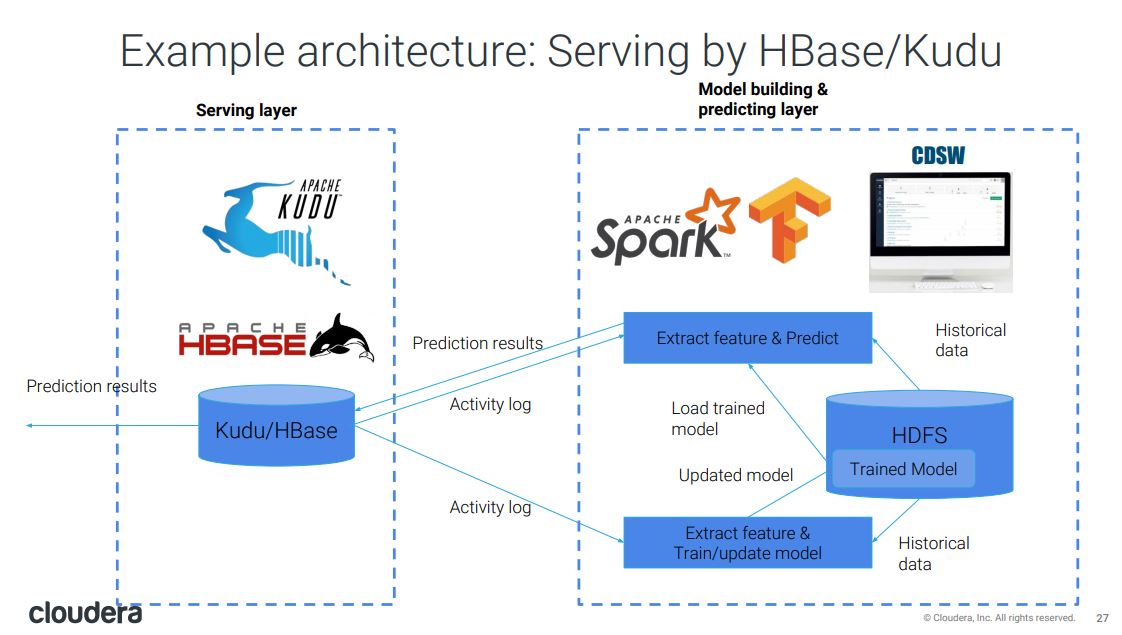 Example architecture: Serving by HBase/Kudu
Serving layer
Model building &
predicting layer
APACHE
KUDU™
APACHE
HBASE
APACHE
Spark™
CDSW
Prediction results
Kudu/HBase
Prediction results
Activity log
Activity log
Extract feature & Predict
Historical
data
Load trained
model
HDFS
Trained Model
Updated model
Extract feature &
Train/update model
Historical
data
cloudera
© Cloudera, Inc. All rights reserved.
27